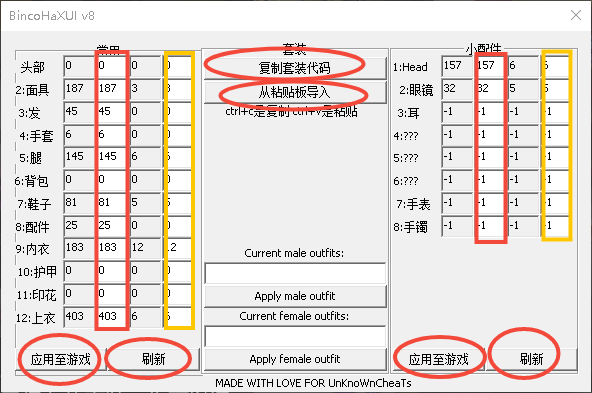 BincoHaXUI v8
常用
头部 0 0 0 0
2:面具 187 187 3 3
3:发 45 45 0 0
4:手套 6 6 0 0
5:腿 145 145 6 6
6:背包 0 0 0 0
7:鞋子 81 81 5 5
8:配件 25 25 0 0
9:内衣 183 183 12 12
10:护甲 0 0 0 0
11:印花 0 0 0 0
12:上衣 403 403 6 6
应用至游戏 刷新
套装
复制套装代码
从粘贴板导入
ctrl+c是复制 ctrl+v是粘贴
Current male outfits:
Apply male outfit
Current female outfits:
Apply female outfit
小配件
1:Head 157 157 6 6
2:眼镜 32 32 5 5
3:耳 -1 -1 -1 -1
4:??? -1 -1 -1 -1
5:??? -1 -1 -1 -1
6:??? -1 -1 -1 -1
7:手表 -1 -1 -1 -1
8:手镯 -1 -1 -1 -1
应用至游戏 刷新
MADE WITH LOVE FOR UnKnoWnCheaTs